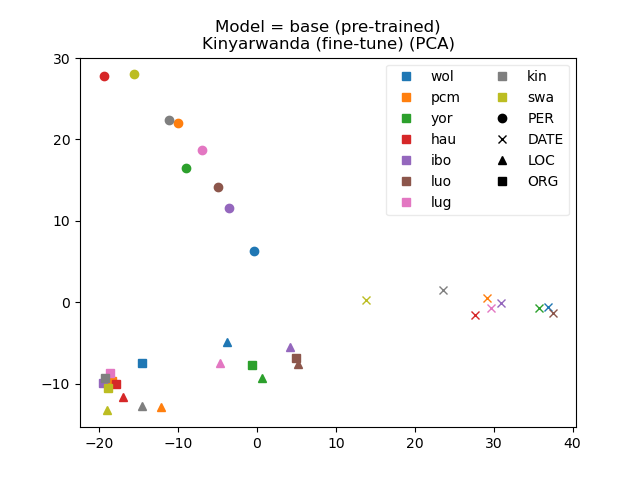 Model = base (pre-trained)
Kinyarwanda (fine-tune) (PCA)
30
20
10
0
−10
−20
−10
0
10
20
30
40
wol
pcm
yor
hau
ibo
luo
lug
kin
swa
PER
DATE
LOC
ORG